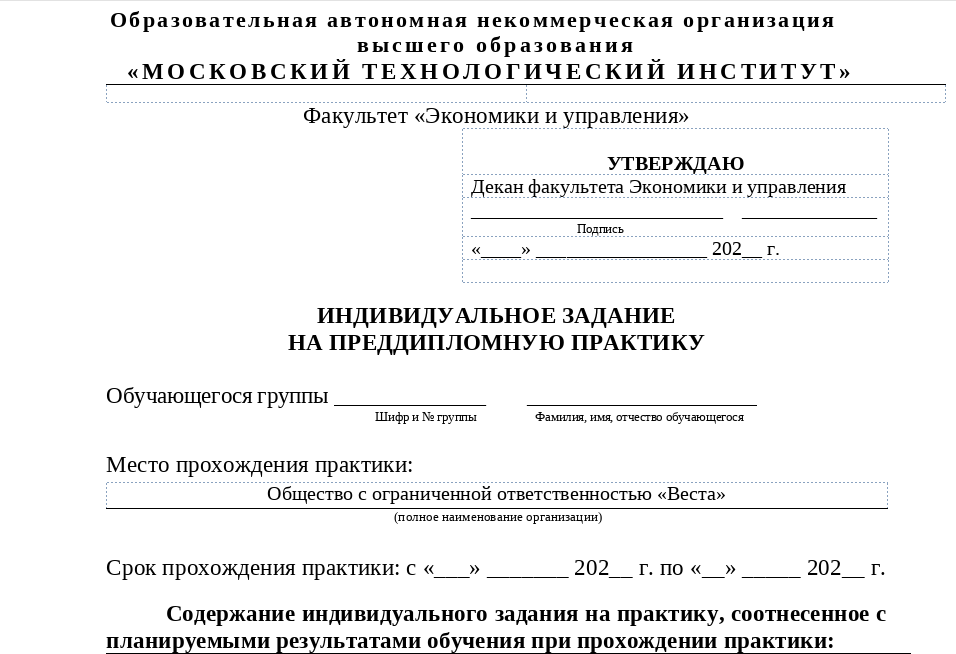 Образовательная автономная некоммерческая организация
высшего образования
«МОСКОВСКИЙ ТЕХНОЛОГИЧЕСКИЙ ИНСТИТУТ»
Факультет «Экономики и управления»
УТВЕРЖДАЮ
Декан факультета Экономики и управления
_________________________ _____________
Подпись
«____» _________________ 202__ г.
ИНДИВИДУАЛЬНОЕ ЗАДАНИЕ
НА ПРЕДДИПЛОМНУЮ ПРАКТИКУ
Обучающегося группы _____________ ____________________
Шифр и № группы Фамилия, имя, отчество обучающегося
Место прохождения практики:
Общество с ограниченной ответственностью «Веста»
(полное наименование организации)
Срок прохождения практики: с «___» _______ 202__ г. по «__» _____ 202__ г.
Содержание индивидуального задания на практику, соотнесенное с
планируемыми результатами обучения при прохождении практики: